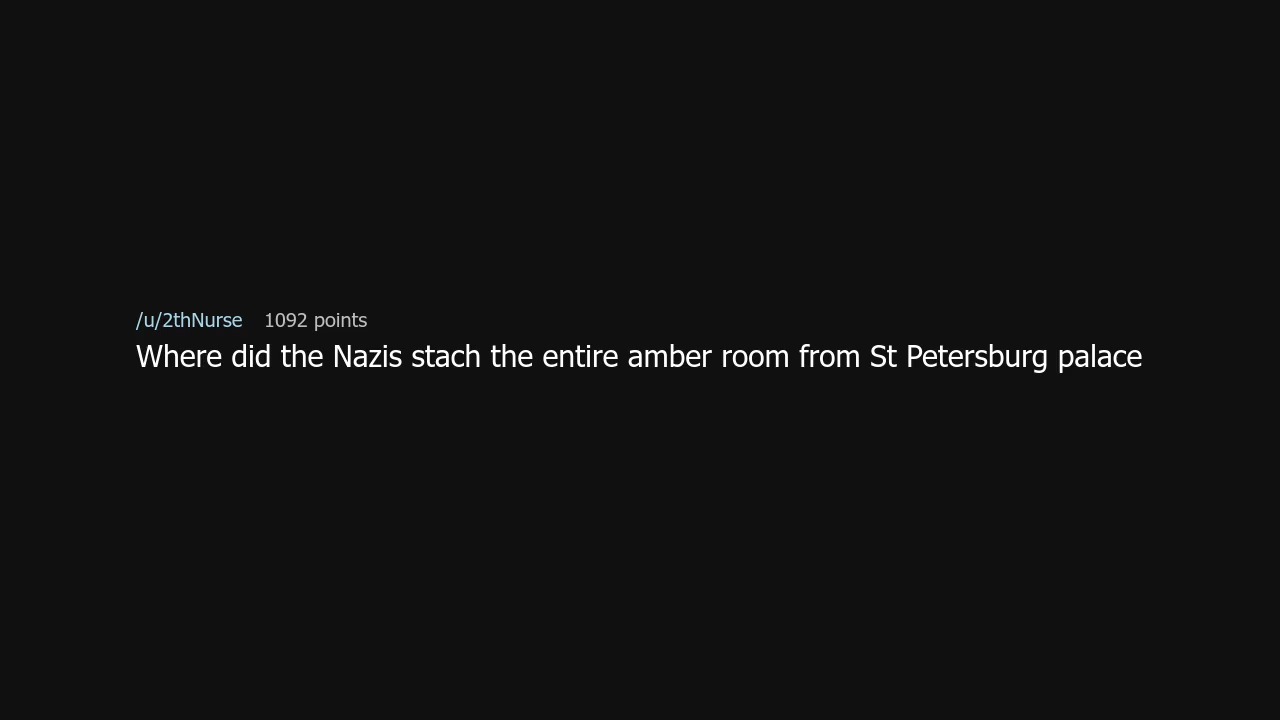 /u/2thNurse 1092 points
Where did the Nazis stach the entire amber room from St Petersburg palace